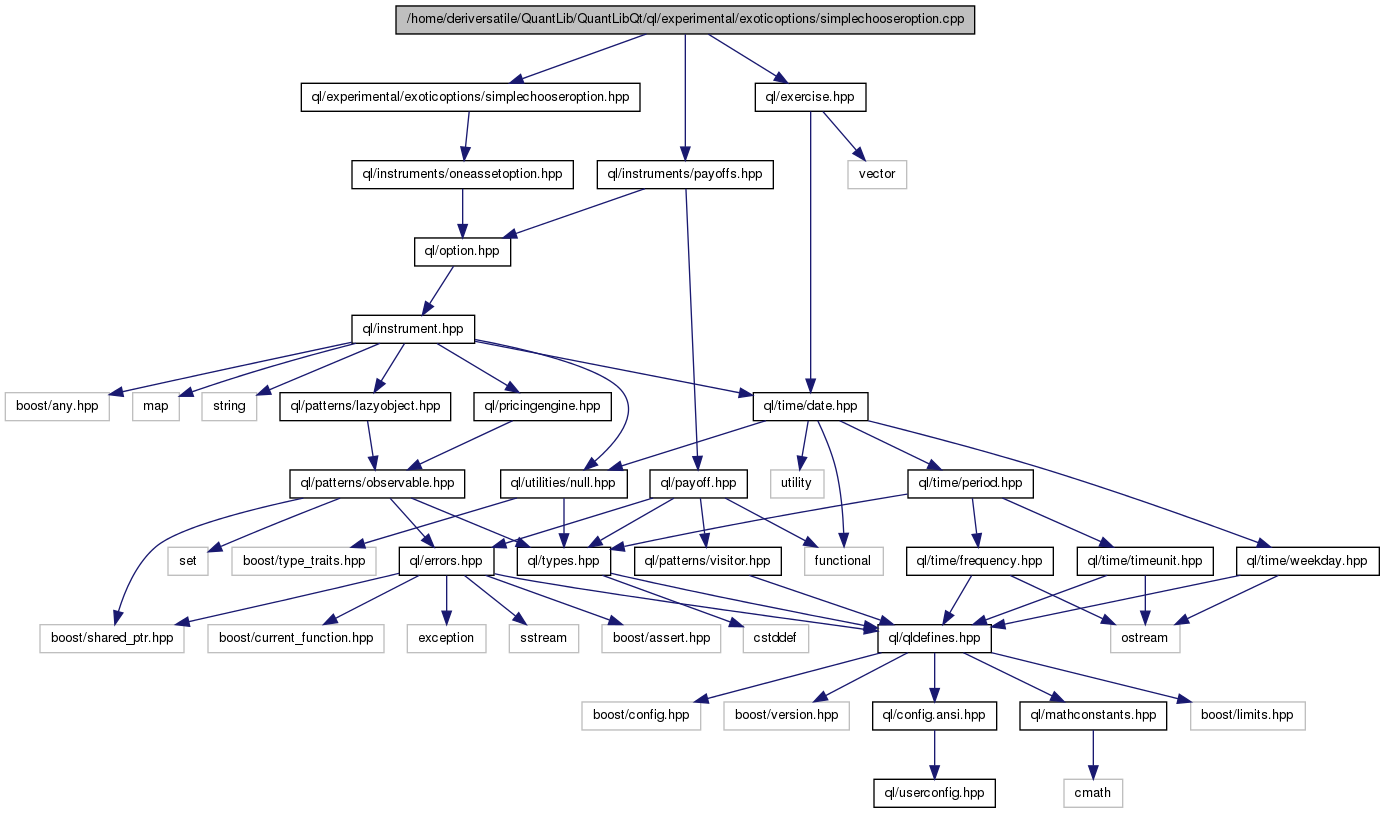 /home/deriversatile/QuantLib/QuantLibQt/ql/experimental/exoticoptions/simplechooseroption.cpp
ql/experimental/exoticoptions/simplechooseroption.hpp
ql/exercise.hpp
ql/instruments/oneassetoption.hpp
ql/instruments/payoffs.hpp
vector
ql/option.hpp
ql/instrument.hpp
boost/any.hpp
map
string
ql/patterns/lazyobject.hpp
ql/pricingengine.hpp
ql/time/date.hpp
ql/patterns/observable.hpp
ql/utilities/null.hpp
ql/payoff.hpp
utility
ql/time/period.hpp
set
boost/type_traits.hpp
ql/errors.hpp
ql/types.hpp
ql/patterns/visitor.hpp
functional
ql/time/frequency.hpp
ql/time/timeunit.hpp
ql/time/weekday.hpp
boost/shared_ptr.hpp
boost/current_function.hpp
exception
sstream
boost/assert.hpp
cstddef
ql/qldefines.hpp
ostream
boost/config.hpp
boost/version.hpp
ql/config.ansi.hpp
ql/mathconstants.hpp
boost/limits.hpp
ql/userconfig.hpp
cmath